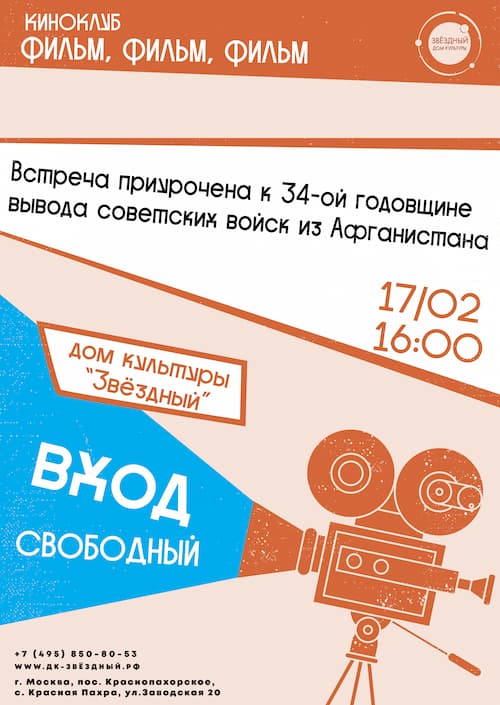 КИНОКЛУБ
ФИЛЬМ, ФИЛЬМ, ФИЛЬМ
ЗВЁЗДНЫЙ
ДОМ КУЛЬТУРЫ
Встреча приурочена к 34-ой годовщине
вывода советских войск из Афганистана
17/02
16:00
ДОМ КУЛЬТУРЫ
"Звёздный"
ВХОД
СВОБОДНЫЙ
+7 (495) 850-80-53
WWW.ДК-ЗВЁЗДНЫЙ.РФ
г. Москва, пос. Краснопахорское,
с. Красная Пахра, ул.Заводская 20